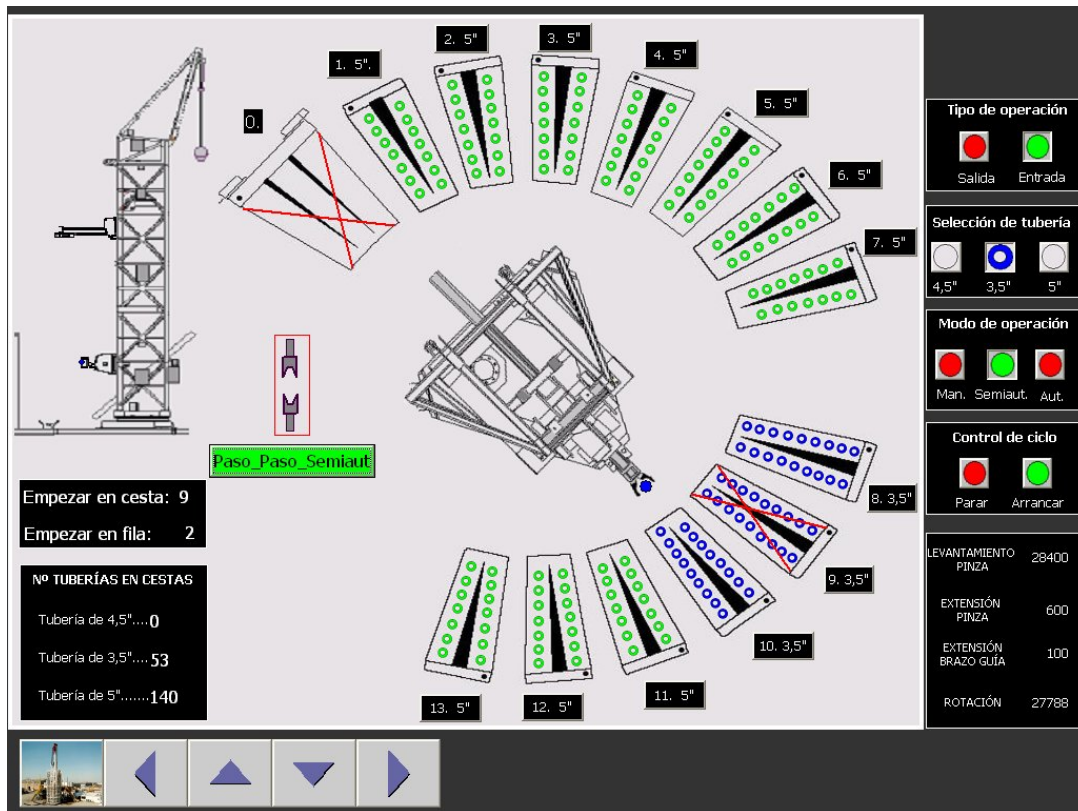 0.
1. 5".
2. 5"
3. 5"
4. 5"
5. 5"
6. 5"
7. 5"
8. 3,5"
9. 3,5"
10. 3,5"
11. 5"
12. 5"
13. 5"
Paso_Paso_Semiaut
Empezar en cesta: 9
Empezar en fila: 2
Nº TUBERÍAS EN CESTAS
Tubería de 4,5"....0
Tubería de 3,5"....53
Tubería de 5".......140
Tipo de operación
Salida Entrada
Selección de tubería
4,5" 3,5" 5"
Modo de operación
Man. Semiaut. Aut.
Control de ciclo
Parar Arrancar
LEVANTAMIENTO
PINZA 28400
EXTENSIÓN
PINZA 600
EXTENSIÓN
BRAZO GUÍA 100
ROTACIÓN 27788